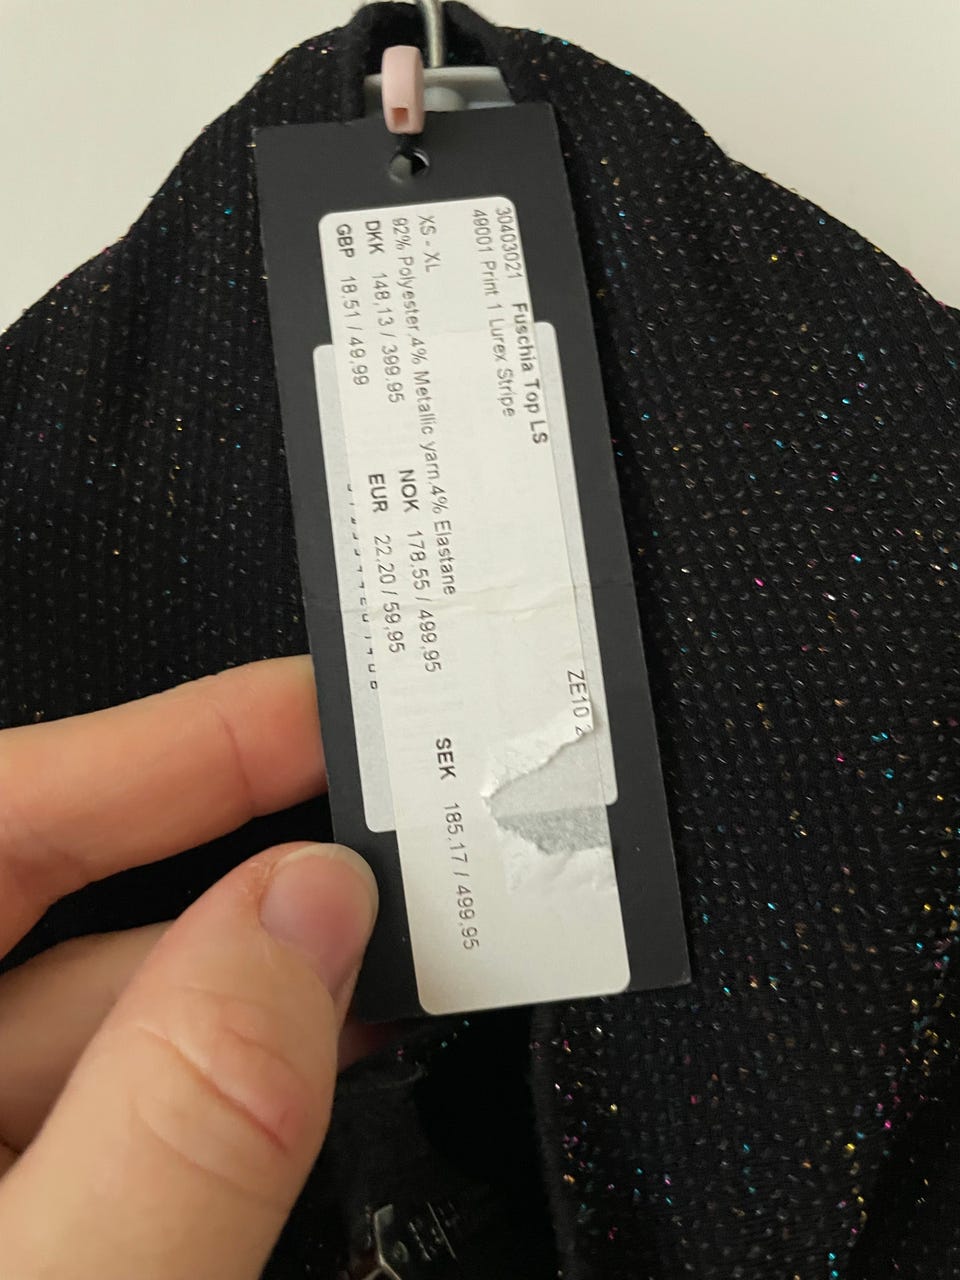 30403021 Fuschia Top LS
49001 Print 1 Lurex Stripe
ZE10
XS - XL
92% Polyester,4% Metallic yarn,4% Elastane
DKK 148,13 / 399.95 NOK 178,55 / 499,95 SEK 185.17 / 499,95
GBP 18,51 / 49,99 EUR 22,20 / 59,95